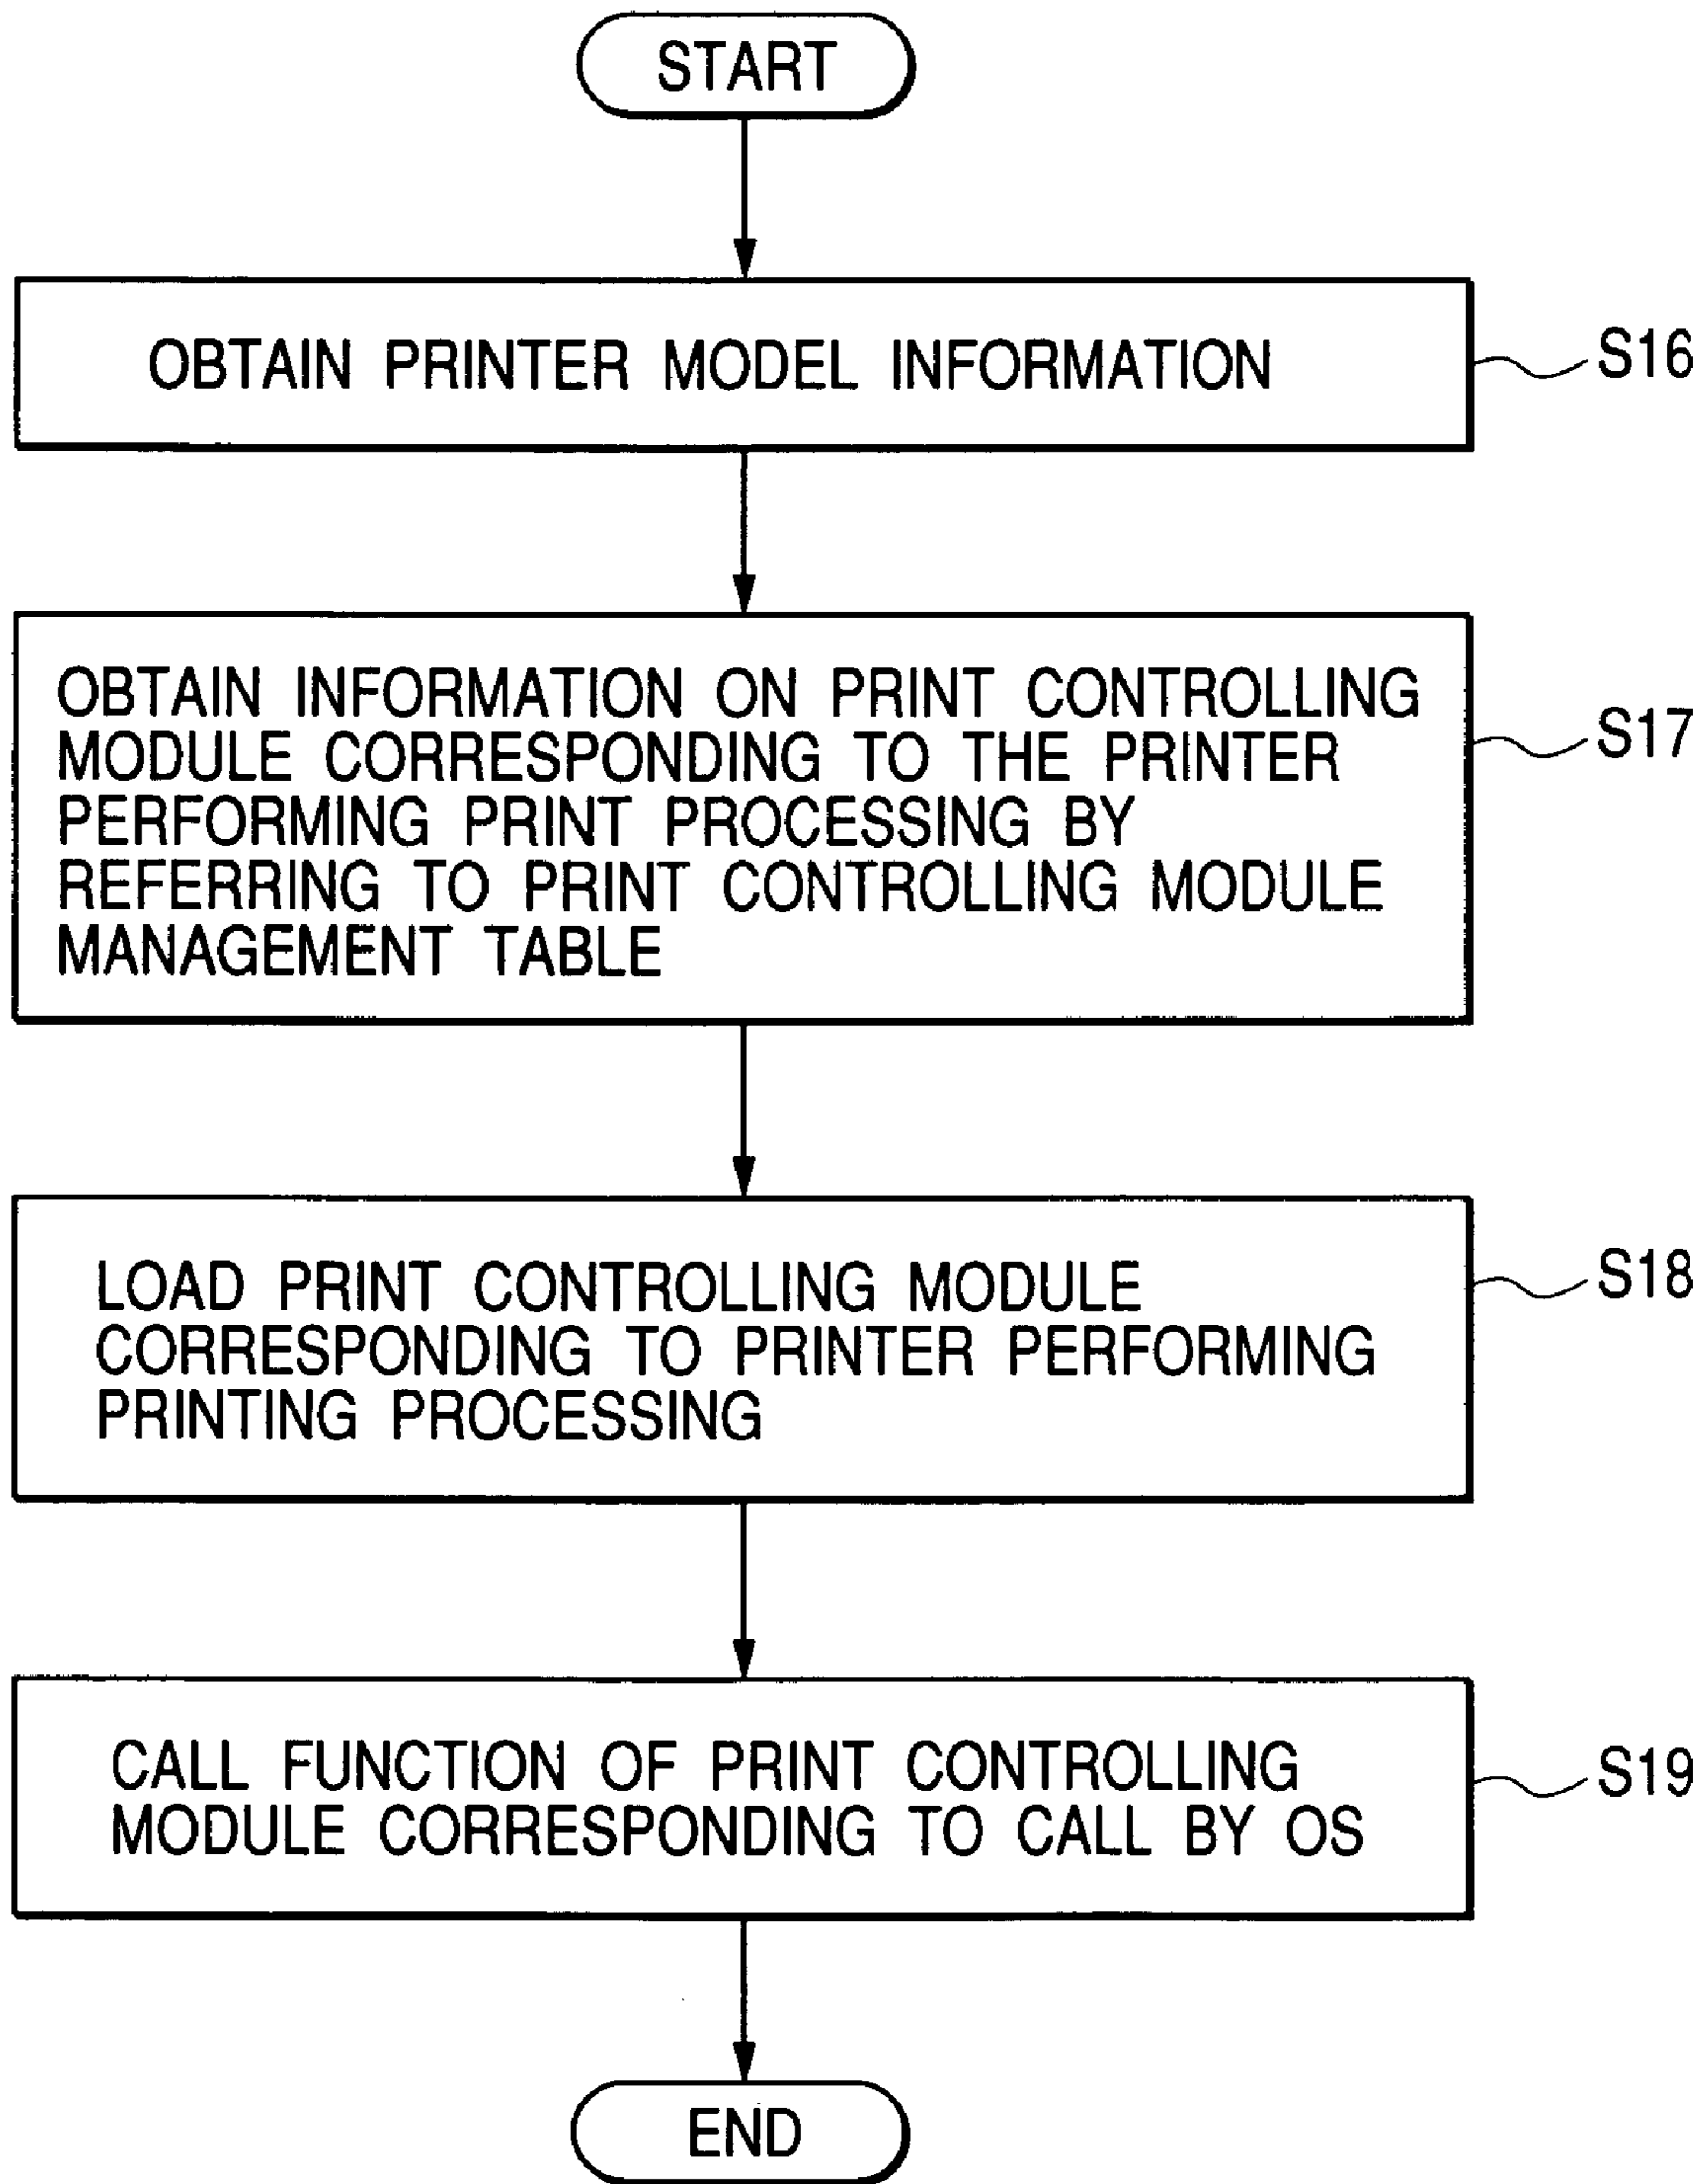 START
OBTAIN PRINTER MODEL INFORMATION
S16
OBTAIN INFORMATION ON PRINT CONTROLLING
MODULE CORRESPONDING TO THE PRINTER
PERFORMING PRINT PROCESSING BY
REFERRING TO PRINT CONTROLLING MODULE
MANAGEMENT TABLE
S17
LOAD PRINT CONTROLLING MODULE
CORRESPONDING TO PRINTER PERFORMING
PRINTING PROCESSING
S18
CALL FUNCTION OF PRINT CONTROLLING
MODULE CORRESPONDING TO CALL BY OS
S19
END